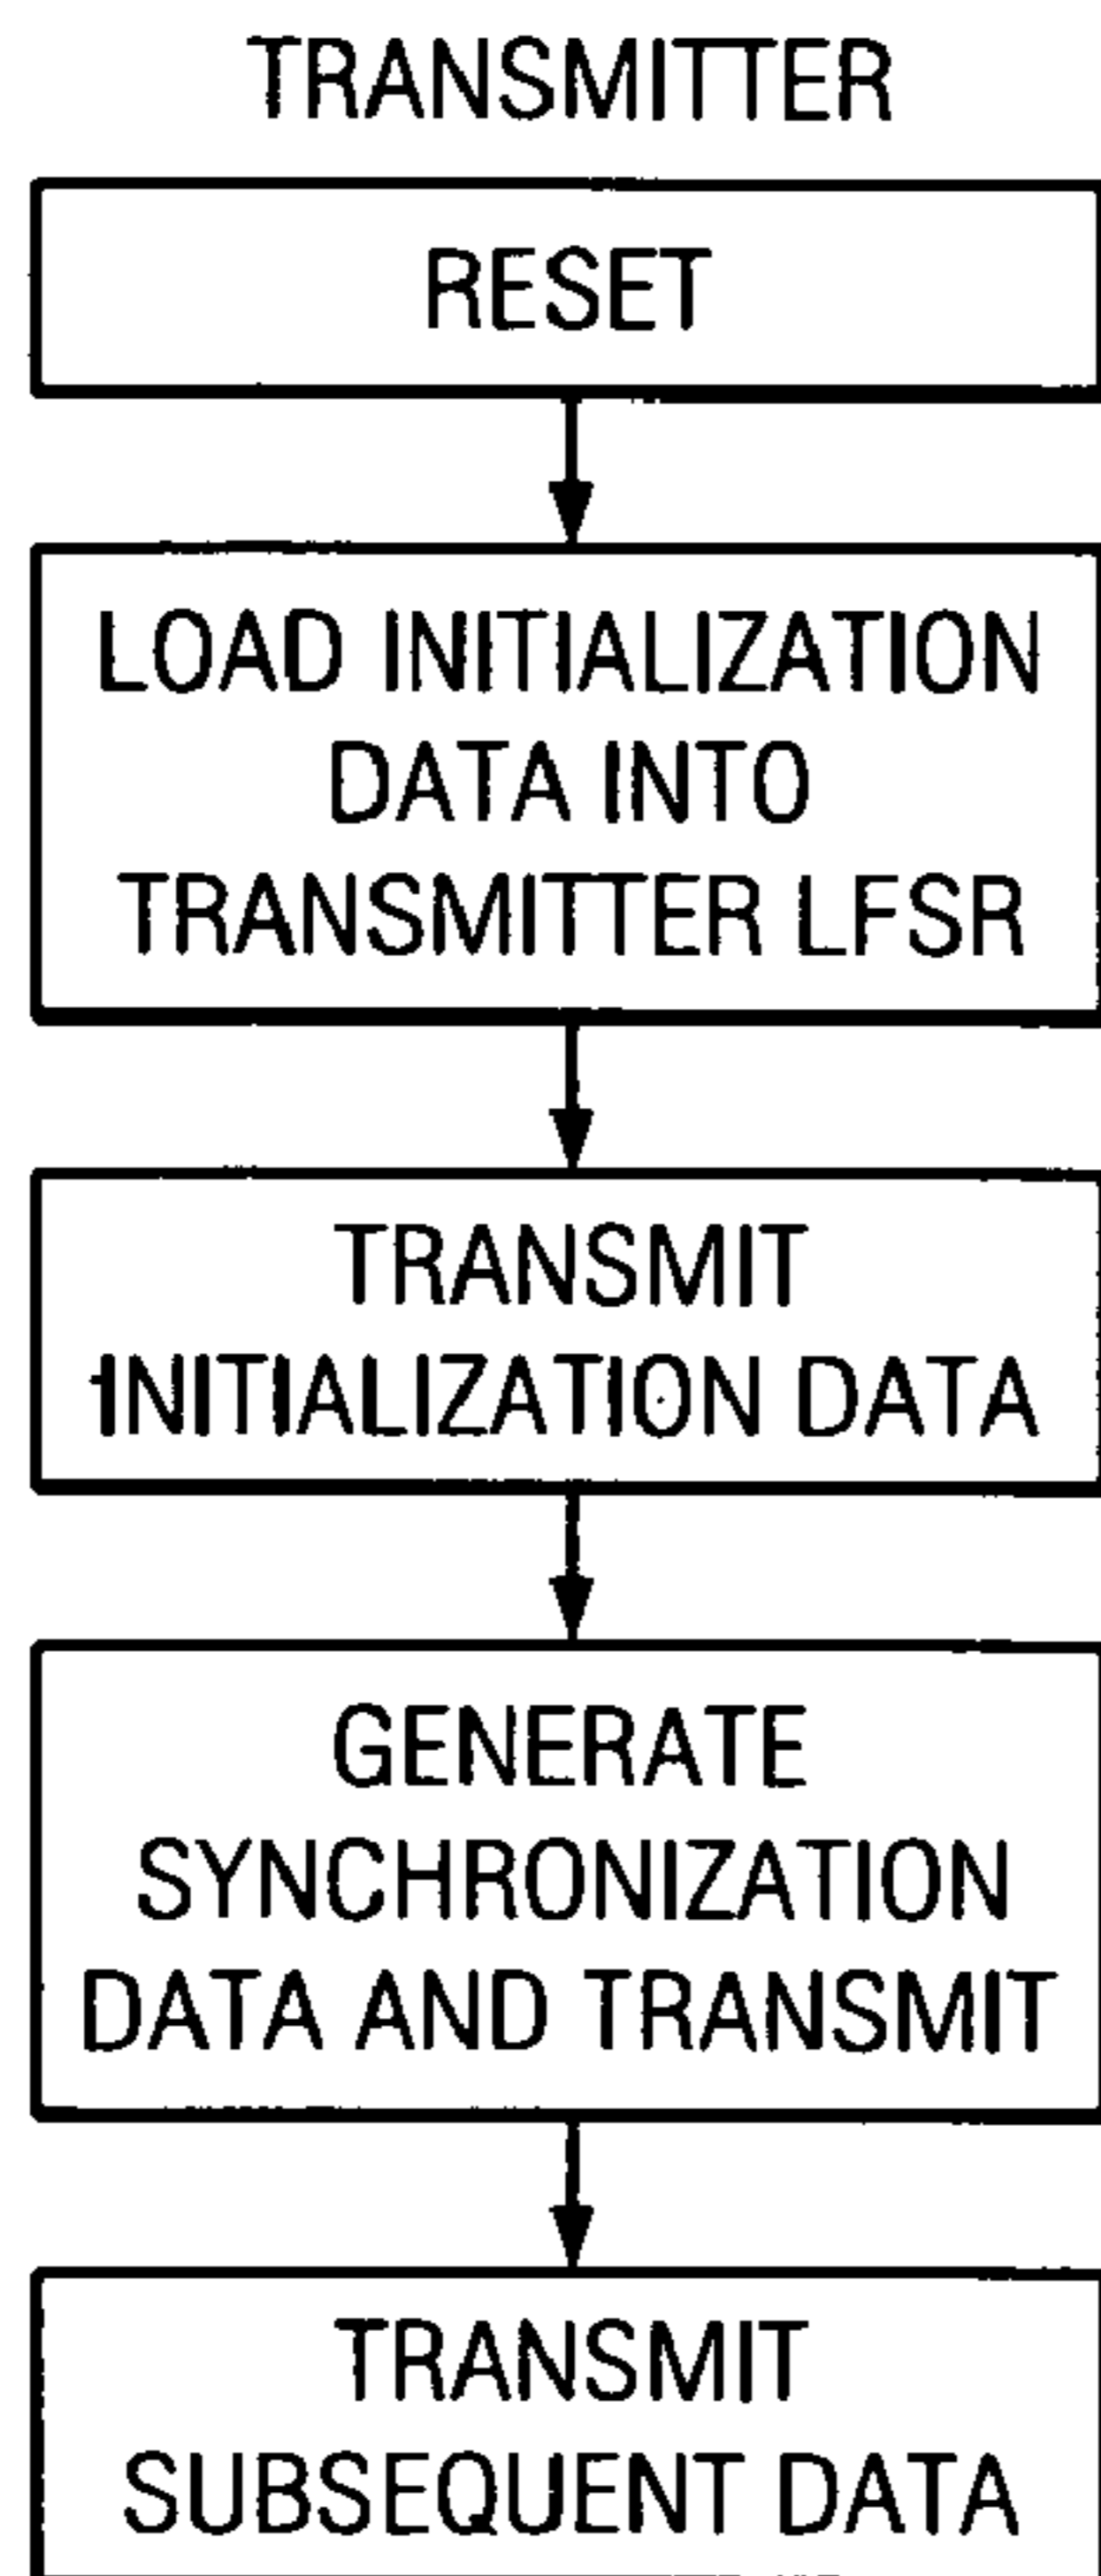 TRANSMITTER
RESET
LOAD INITIALIZATION
DATA INTO
TRANSMITTER LFSR
TRANSMIT
INITIALIZATION DATA
GENERATE
SYNCHRONIZATION
DATA AND TRANSMIT
TRANSMIT
SUBSEQUENT DATA